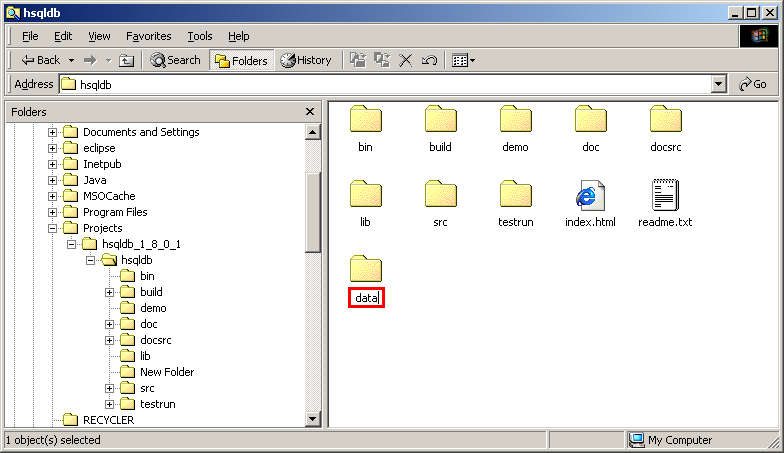 hsqldb
File Edit View Favorites Tools Help
Back Search Folders History
Address hsqldb Go
Folders
Documents and Settings
eclipse
Inetpub
Java
MSOCache
Program Files
Projects
hsqldb_1_8_0_1
hsqldb
bin
build
demo
doc
docsrc
lib
New Folder
src
testrun
RECYCLER
bin build demo doc docsrc
lib src testrun index.html readme.txt
data
1 object(s) selected
My Computer